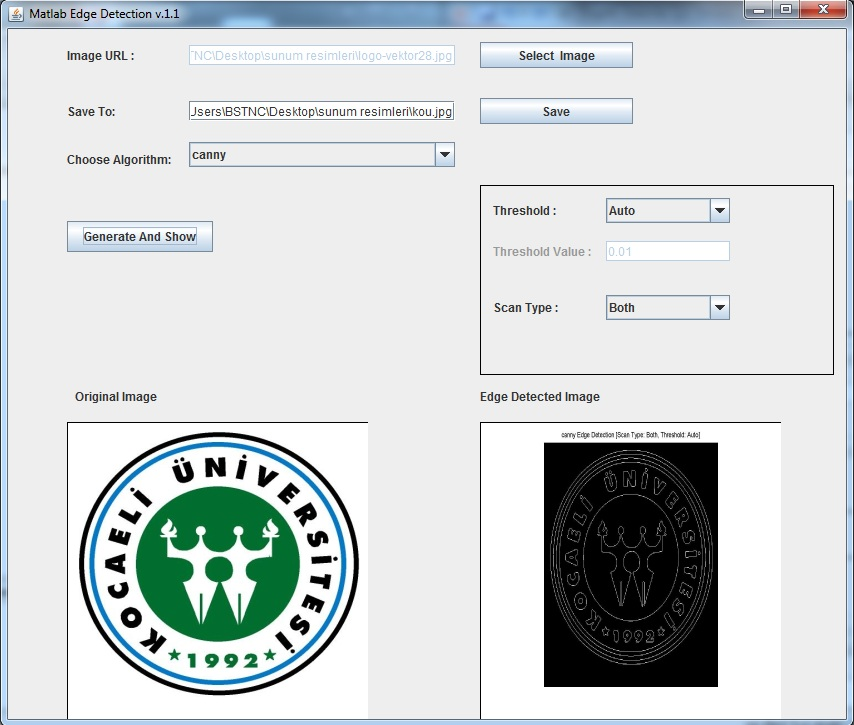 Matlab Edge Detection v.1.1
Image URL :
NC\Desktop\sunum resimleri\logo-vektor28.jpg
Select Image
Save To:
Users\BSTNC\Desktop\sunum resimleri\kou.jpg
Save
Choose Algorithm:
canny
Generate And Show
Threshold :
Auto
Threshold Value :
0.01
Scan Type :
Both
Original Image
Edge Detected Image
KOCAELİ ÜNİVERSİTESİ
1992
canny Edge Detection [Scan Type: Both, Threshold: Auto]
KOCAELİ ÜNİVERSİTESİ
1992